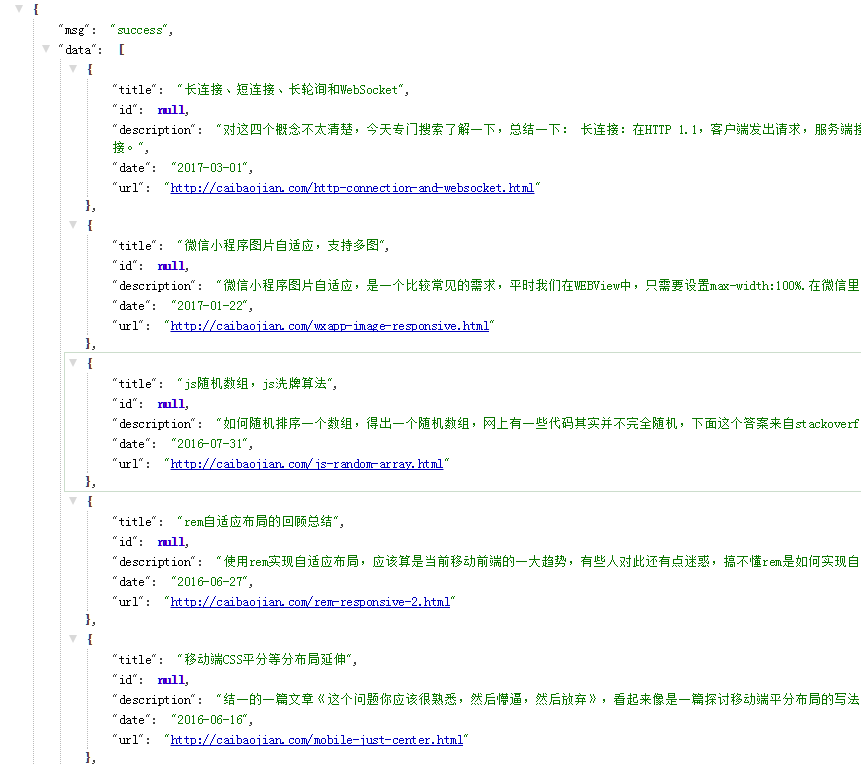 {
"msg": "success",
"data": [
{
"title": "长连接、短连接、长轮询和WebSocket",
"id": null,
"description": "对这四个概念不太清楚，今天专门搜索了解一下，总结一下： 长连接：在HTTP 1.1，客户端发出请求，服务端接
接。",
"date": "2017-03-01",
"url": "http://caibaojian.com/http-connection-and-websocket.html"
},
{
"title": "微信小程序图片自适应，支持多图",
"id": null,
"description": "微信小程序图片自适应，是一个比较常见的需求，平时我们在WEBView中，只需要设置max-width:100%.在微信里
"date": "2017-01-22",
"url": "http://caibaojian.com/wxapp-image-responsive.html"
},
{
"title": "js随机数组，js洗牌算法",
"id": null,
"description": "如何随机排序一个数组，得出一个随机数组，网上有一些代码其实并不完全随机，下面这个答案来自stackoverf
"date": "2016-07-31",
"url": "http://caibaojian.com/js-random-array.html"
},
{
"title": "rem自适应布局的回顾总结",
"id": null,
"description": "使用rem实现自适应布局，应该算是当前移动前端的一大趋势，有些人对此还有点迷惑，搞不懂rem是如何实现自
"date": "2016-06-27",
"url": "http://caibaojian.com/rem-responsive-2.html"
},
{
"title": "移动端CSS平分等分布局延伸",
"id": null,
"description": "结一的一篇文章《这个问题你应该很熟悉，然后懵逼，然后放弃》，看起来像是一篇探讨移动端平分布局的写法
"date": "2016-06-16",
"url": "http://caibaojian.com/mobile-just-center.html"
},